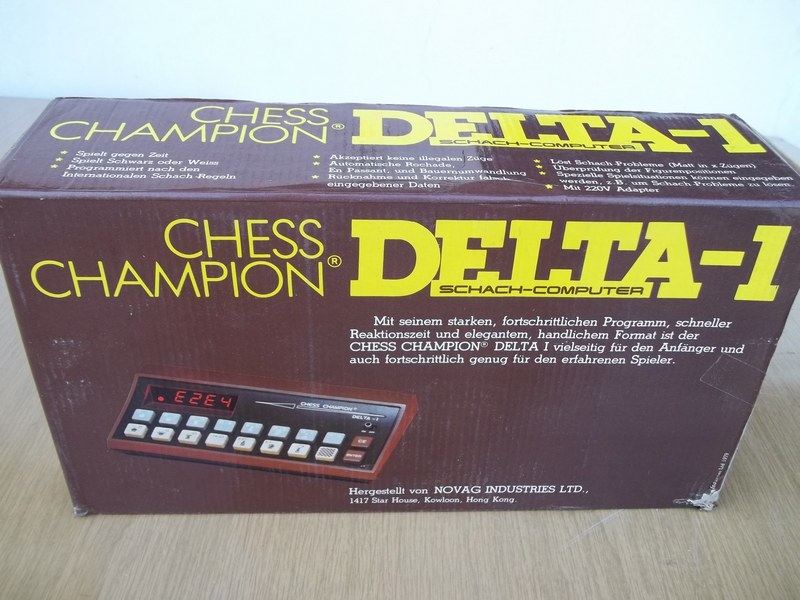 CHESS
CHAMPION®
DELTA-1
SCHACH-COMPUTER
★ Spielt gegen Zeit
★ Spielt Schwarz oder Weiss
★ Programmiert nach den
Internationalen Schach-Regeln
★ Akzeptiert keine illegalen Züge
★ Automatische Rochade,
En Passant, und Bauernumwandlung
★ Rücknahme und Korrektur falsch
eingegebener Daten
★ Löst Schach-Probleme (Matt in 2 Zügen)
★ Überprüfung der Figurenpositionen
★ Spezielle Spielsituationen können eingegeben
werden, z.B. um Schach-Probleme zu lösen.
★ Mit 220V Adapter
CHESS
CHAMPION®
DELTA-1
SCHACH-COMPUTER
Mit seinem starken, fortschrittlichen Programm, schneller
Reaktionszeit und elegantem, handlichem Format ist der
CHESS CHAMPION® DELTA 1 vielseitig für den Anfänger und
auch fortschrittlich genug für den erfahrenen Spieler.
E2E4
CHESS CHAMPION®
DELTA-1
CE
ENTER
Hergestellt von NOVAG INDUSTRIES LTD.,
1417 Star House, Kowloon, Hong Kong.